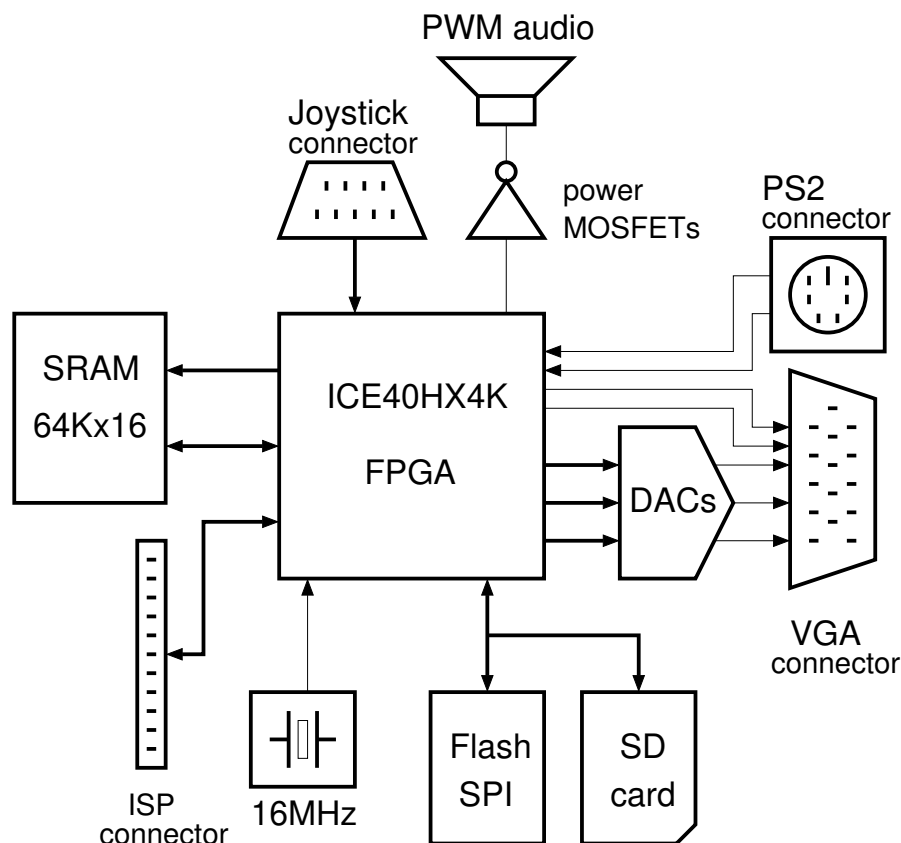 PWM audio
Joystick
connector
power
MOSFETs
PS2
connector
SRAM
64Kx16
ICE40HX4K
FPGA
DACs
VGA
connector
ISP
connector
16MHz
Flash
SPI
SD
card